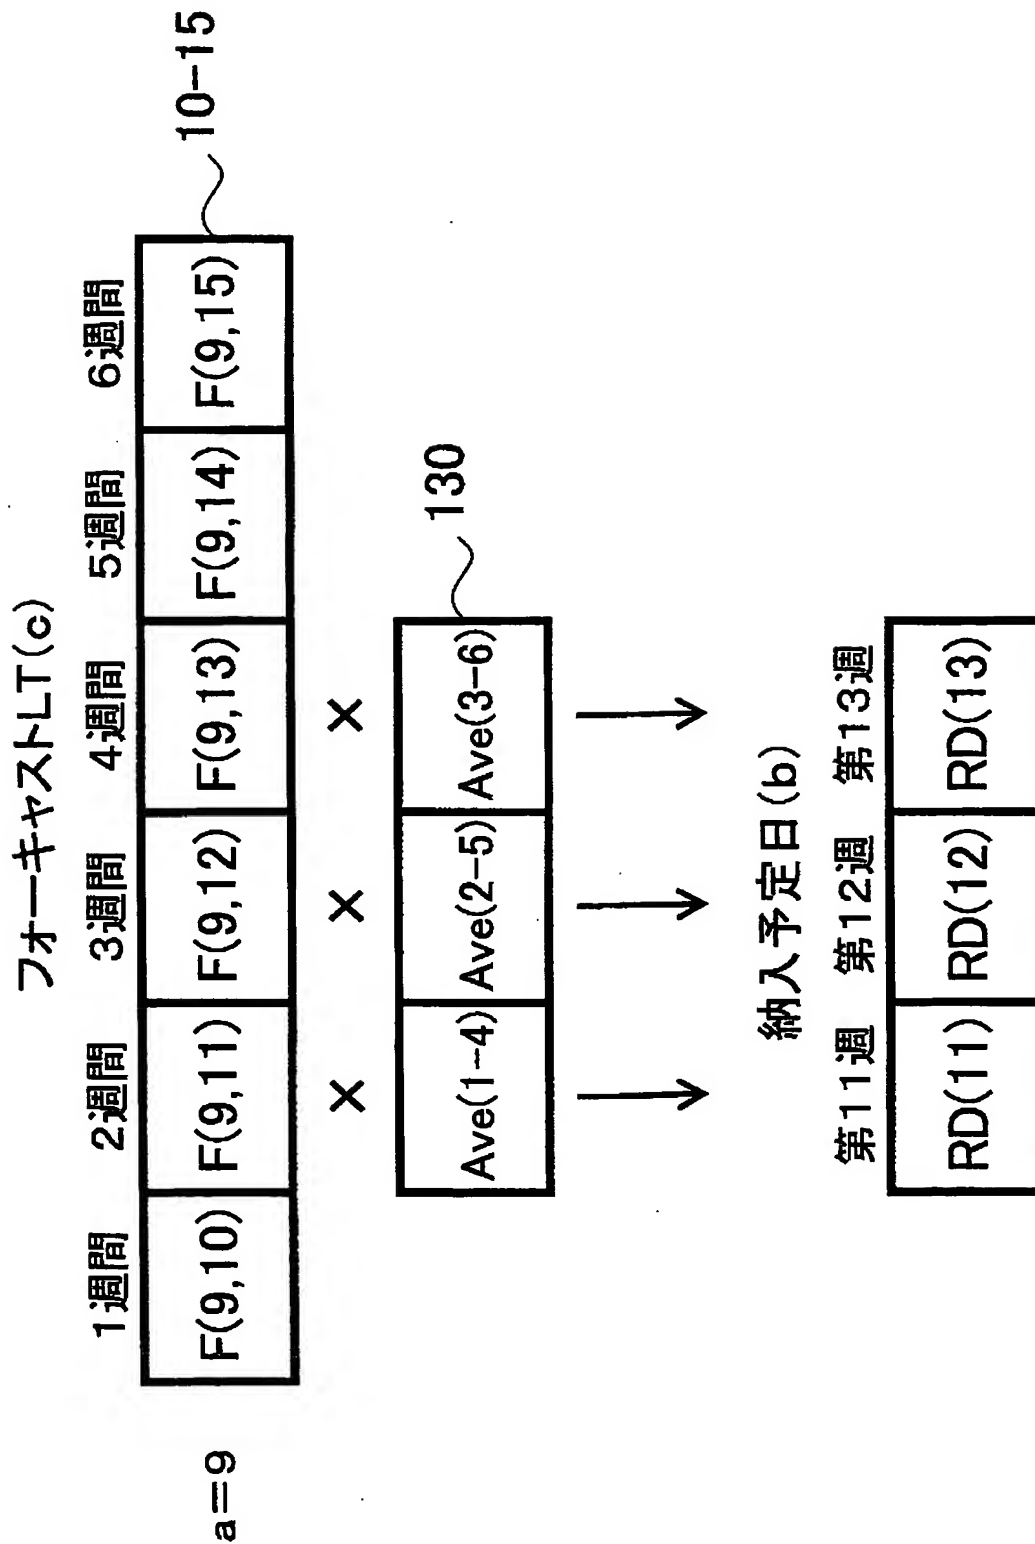 フォーキャストLT(c)
1週間 2週間 3週間 4週間 5週間 6週間
a=9 F(9,10) F(9,11) F(9,12) F(9,13) F(9,14) F(9,15) 10-15
× × ×
Ave(1-4) Ave(2-5) Ave(3-6) 130
納入予定日(b)
第11週 第12週 第13週
RD(11) RD(12) RD(13)